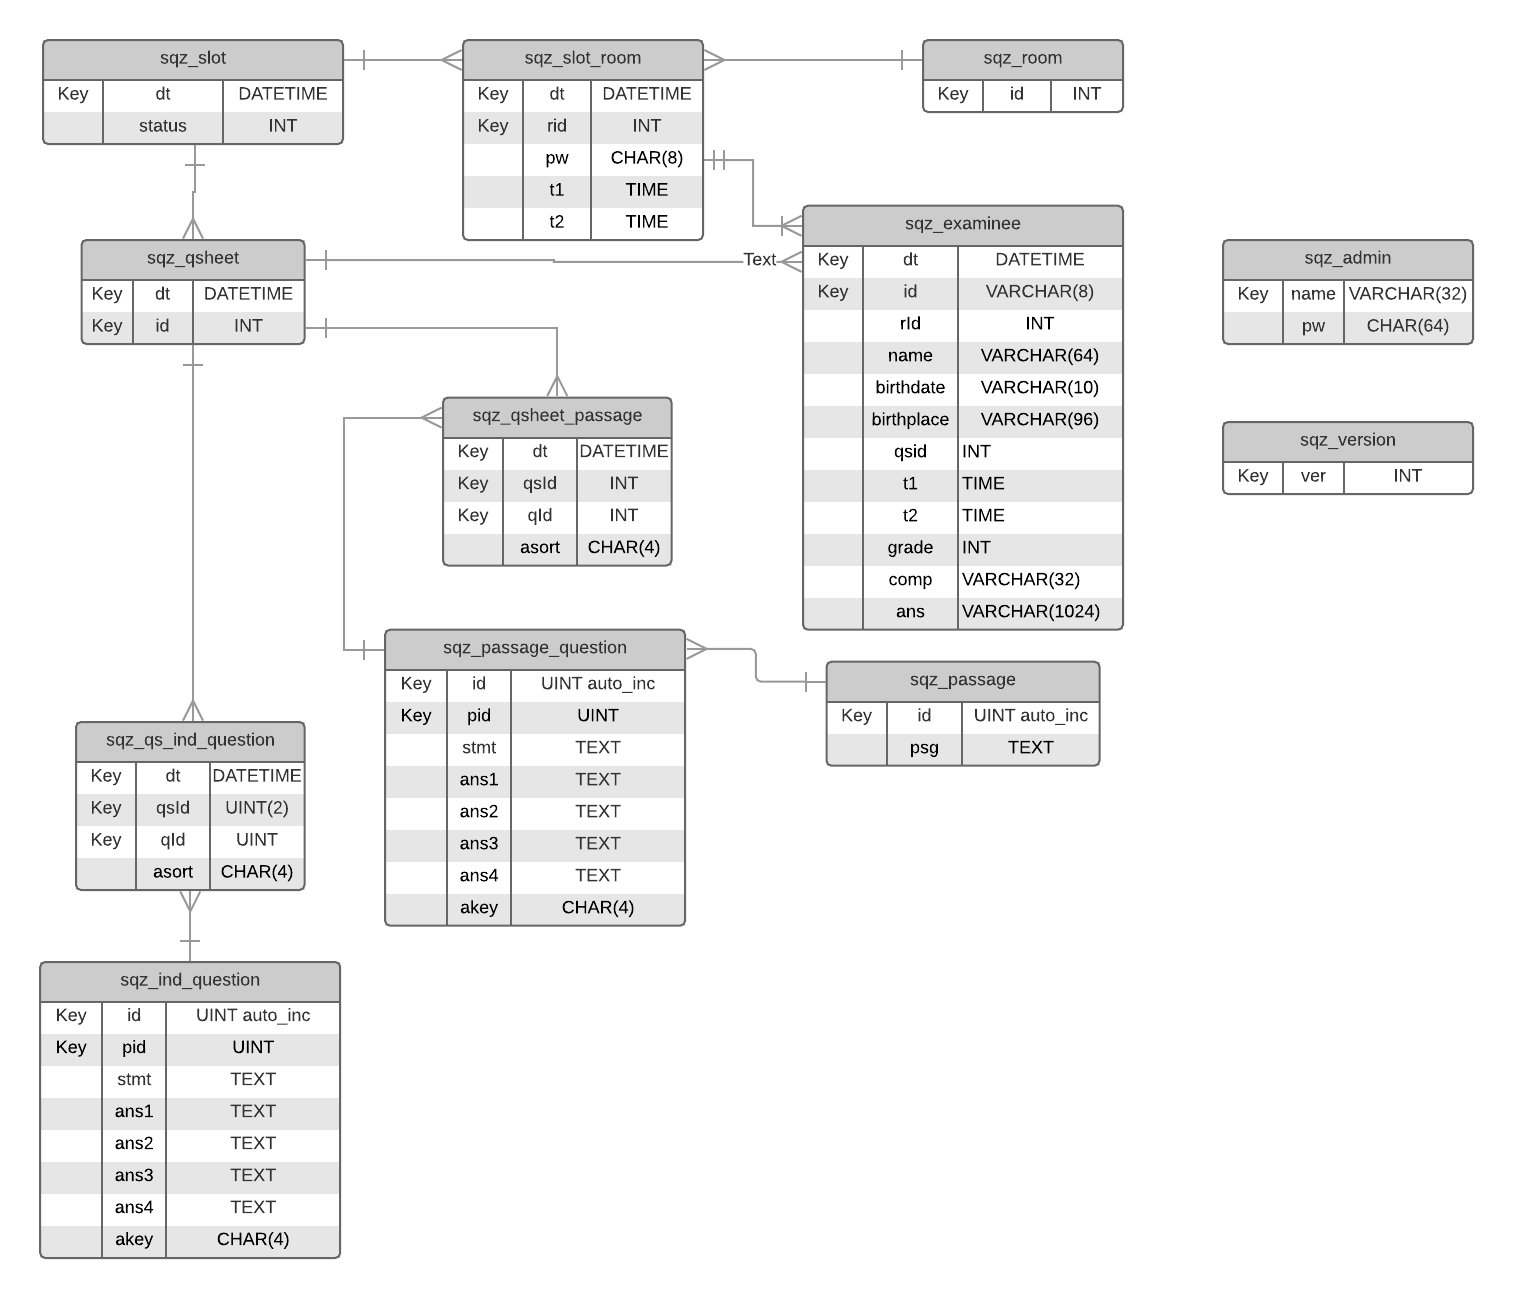 sqz_slot
Key dt DATETIME
status INT
sqz_slot_room
Key dt DATETIME
Key rid INT
pw CHAR(8)
t1 TIME
t2 TIME
sqz_room
Key id INT
sqz_qsheet
Key dt DATETIME
Key id INT
Text
sqz_examinee
Key dt DATETIME
Key id VARCHAR(8)
rId INT
name VARCHAR(64)
birthdate VARCHAR(10)
birthplace VARCHAR(96)
qsid INT
t1 TIME
t2 TIME
grade INT
comp VARCHAR(32)
ans VARCHAR(1024)
sqz_admin
Key name VARCHAR(32)
pw CHAR(64)
sqz_version
Key ver INT
sqz_qsheet_passage
Key dt DATETIME
Key qsId INT
Key qId INT
asort CHAR(4)
sqz_passage_question
Key id UINT auto_inc
Key pid UINT
stmt TEXT
ans1 TEXT
ans2 TEXT
ans3 TEXT
ans4 TEXT
akey CHAR(4)
sqz_passage
Key id UINT auto_inc
psg TEXT
sqz_qs_ind_question
Key dt DATETIME
Key qsId UINT(2)
Key qId UINT
asort CHAR(4)
sqz_ind_question
Key id UINT auto_inc
Key pid UINT
stmt TEXT
ans1 TEXT
ans2 TEXT
ans3 TEXT
ans4 TEXT
akey CHAR(4)